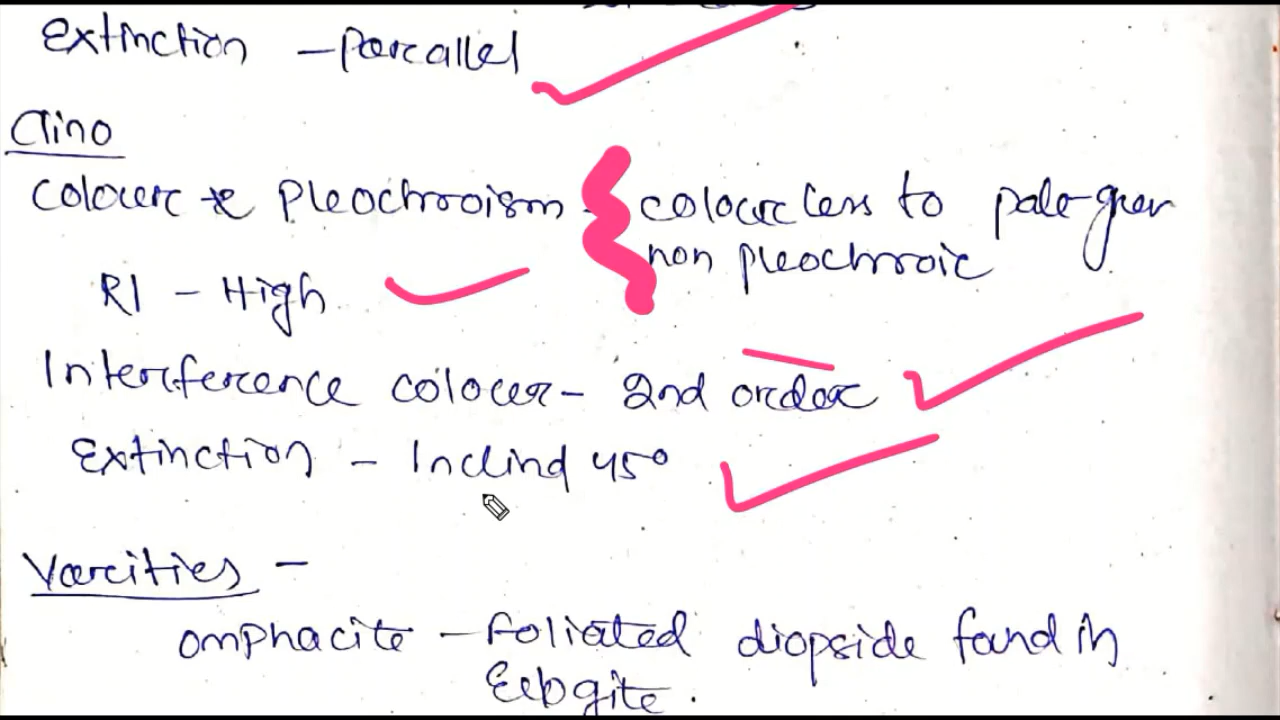 Extinction - Parallel
Clino
Colour & Pleochroism - colourless to pale-green
non pleochroic
RI - High
Interference colour - 2nd order
Extinction - Inclind 45°
Varities -
omphacite - foliated diopside found in
Eclogite.